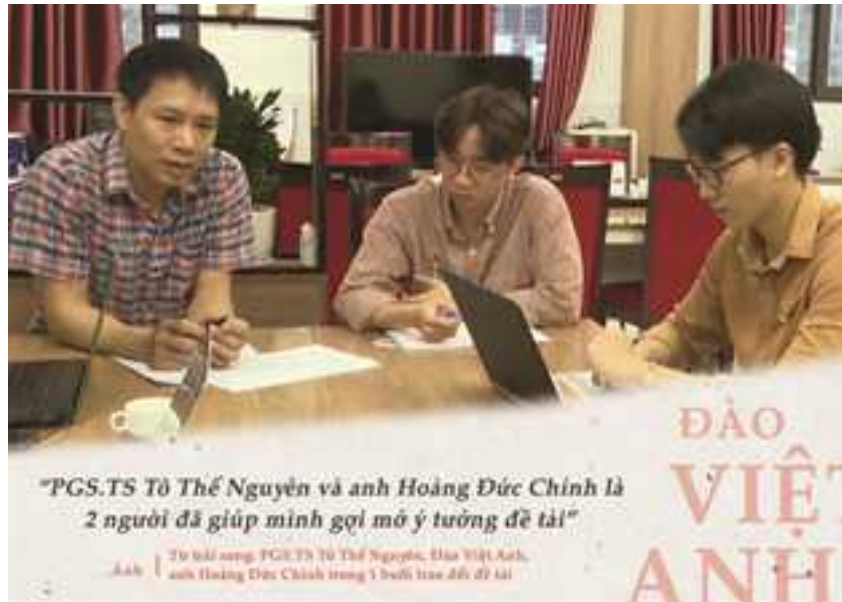 ĐÀO
VIỆT
ANH
"PGS.TS Tô Thế Nguyên và anh Hoàng Đức Chính là
2 người đã giúp mình gợi mở ý tưởng đề tài"
Ảnh
Từ trái sang: PGS.TS Tô Thế Nguyên, Đào Việt Anh,
anh Hoàng Đức Chính trong 1 buổi trao đổi đề tài